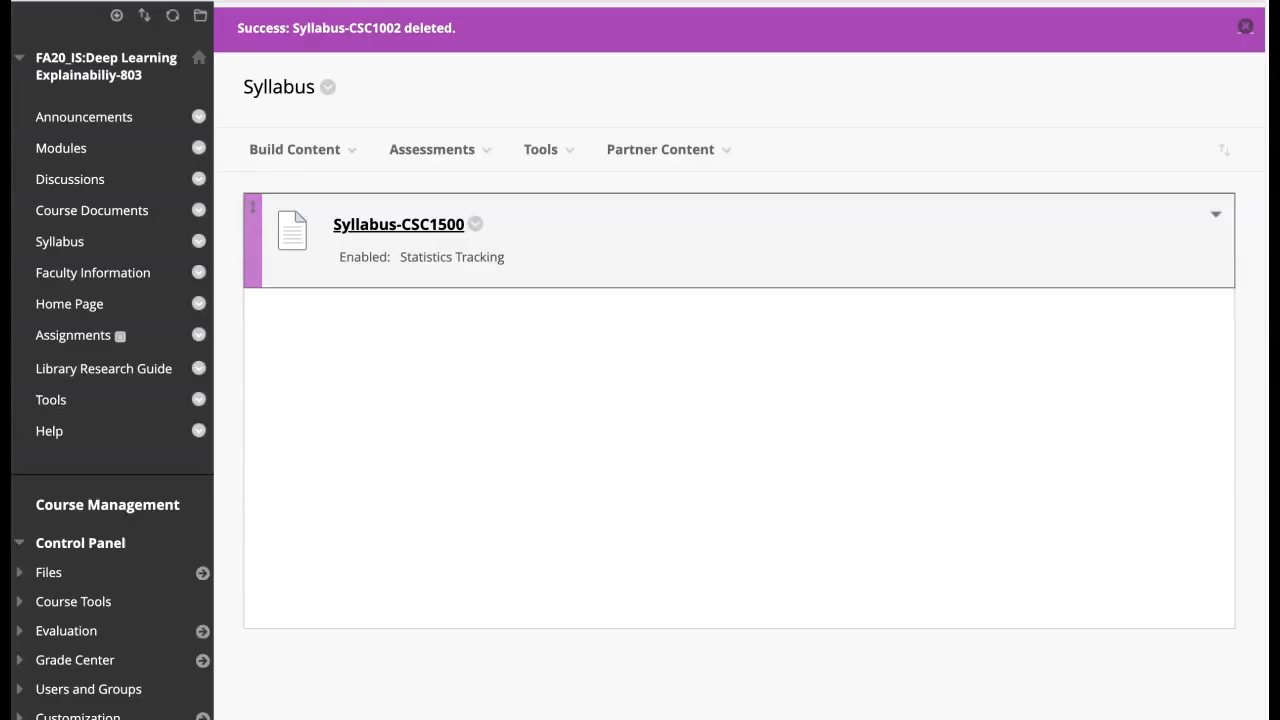 Success: Syllabus-CSC1002 deleted.
FA20_IS:Deep Learning
Explainabiliy-803
Announcements
Modules
Discussions
Course Documents
Syllabus
Faculty Information
Home Page
Assignments
Library Research Guide
Tools
Help
Course Management
Control Panel
Files
Course Tools
Evaluation
Grade Center
Users and Groups
Customization
Syllabus
Build Content
Assessments
Tools
Partner Content
Syllabus-CSC1500
Enabled: Statistics Tracking